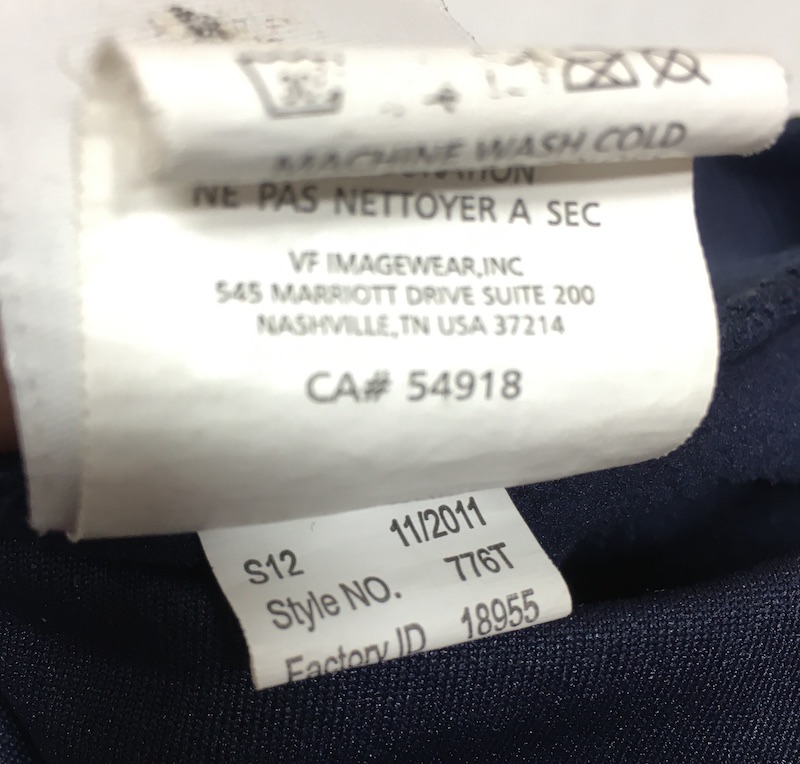 MACHINE WASH COLD
NE PAS NETTOYER A SEC
VF IMAGEWEAR,INC
545 MARRIOTT DRIVE SUITE 200
NASHVILLE,TN USA 37214
CA# 54918
S12 11/2011
Style NO. 776T
Factory ID 18955